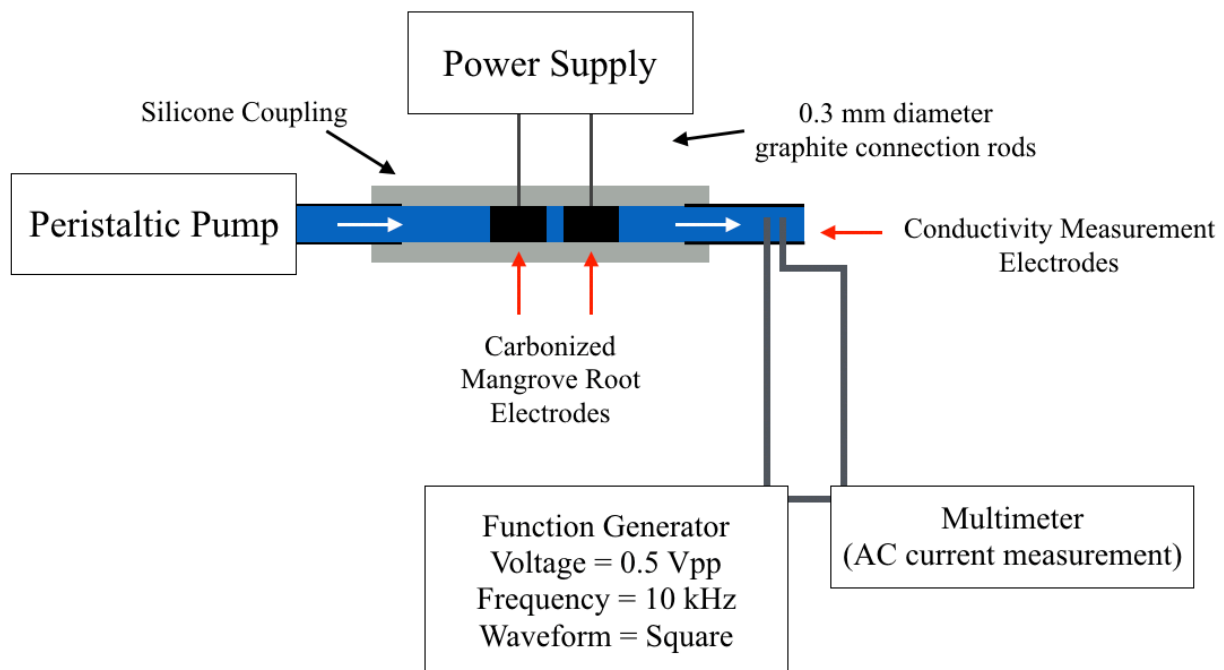 Power Supply
Silicone Coupling
0.3 mm diameter
graphite connection rods
Peristaltic Pump
Conductivity Measurement
Electrodes
Carbonized
Mangrove Root
Electrodes
Function Generator
Voltage = 0.5 Vpp
Frequency = 10 kHz
Waveform = Square
Multimeter
(AC current measurement)